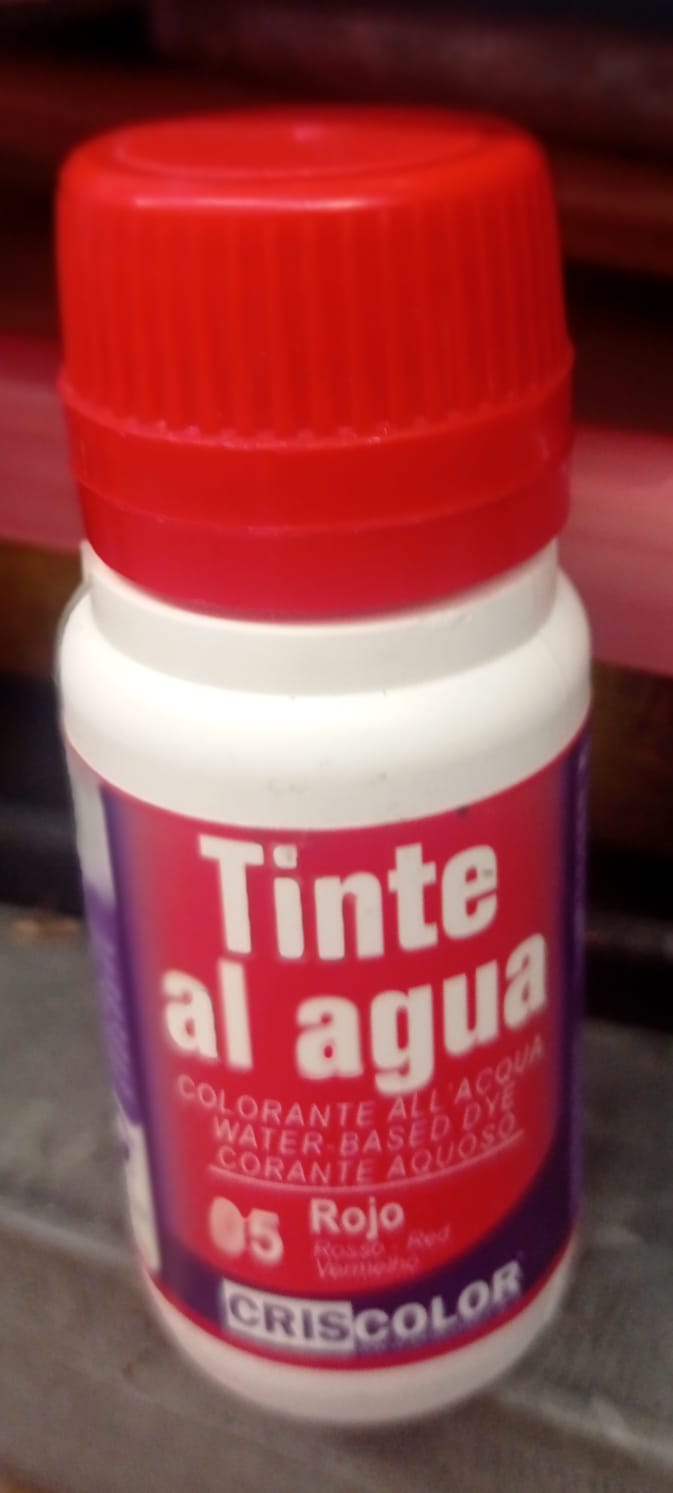 Tinte
al agua
COLORANTE ALL'ACQUA
WATER-BASED DYE
CORANTE AQUOSO
05 Rojo
Rosso - Red
Vermelho
CRISCOLOR